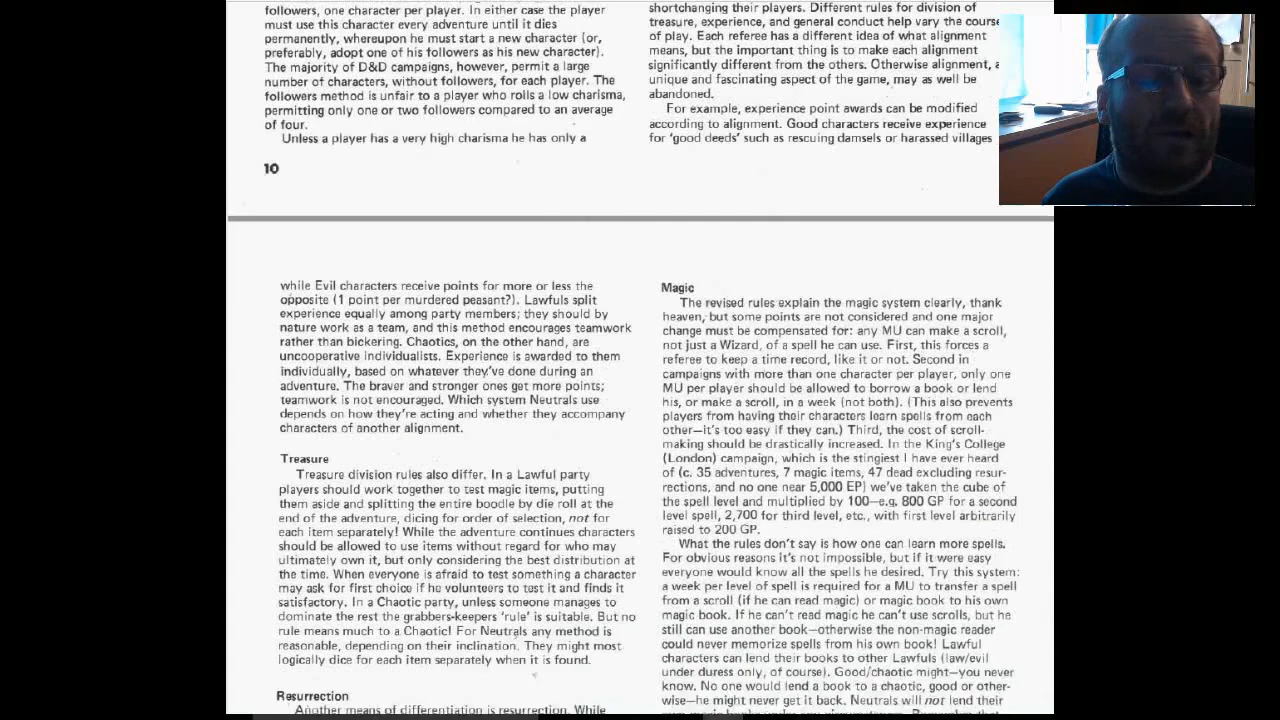 followers, one character per player. In either case the player
must use this character every adventure until it dies
permanently, whereupon he must start a new character (or,
preferably, adopt one of his followers as his new character).
The majority of D&D campaigns, however, permit a large
number of characters, without followers, for each player. The
followers method is unfair to a player who rolls a low charisma,
permitting only one or two followers compared to an average
of four.
Unless a player has a very high charisma he has only a
10
shortchanging their players. Different rules for division of
treasure, experience, and general conduct help vary the course
of play. Each referee has a different idea of what alignment
means, but the important thing is to make each alignment
significantly different from the others. Otherwise alignment, a
unique and fascinating aspect of the game, may as well be
abandoned.
For example, experience point awards can be modified
according to alignment. Good characters receive experience
for 'good deeds' such as rescuing damsels or harassed villages
while Evil characters receive points for more or less the
opposite (1 point per murdered peasant?). Lawfuls split
experience equally among party members; they should by
nature work as a team, and this method encourages teamwork
rather than bickering. Chaotics, on the other hand, are
uncooperative individualists. Experience is awarded to them
individually, based on whatever they've done during an
adventure. The braver and stronger ones get more points;
teamwork is not encouraged. Which system Neutrals use
depends on how they're acting and whether they accompany
characters of another alignment.
Treasure
Treasure division rules also differ. In a Lawful party
players should work together to test magic items, putting
them aside and splitting the entire boodle by die roll at the
end of the adventure, dicing for order of selection, not for
each item separately! While the adventure continues characters
should be allowed to use items without regard for who may
ultimately own it, but only considering the best distribution at
the time. When everyone is afraid to test something a character
may ask for first choice if he volunteers to test it and finds it
satisfactory. In a Chaotic party, unless someone manages to
dominate the rest the grabbers-keepers 'rule' is suitable. But no
rule means much to a Chaotic! For Neutrals any method is
reasonable, depending on their inclination. They might most
logically dice for each item separately when it is found.
Resurrection
Another means of differentiation is resurrection. While
Magic
The revised rules explain the magic system clearly, thank
heaven, but some points are not considered and one major
change must be compensated for: any MU can make a scroll,
not just a Wizard, of a spell he can use. First, this forces a
referee to keep a time record, like it or not. Second in
campaigns with more than one character per player, only one
MU per player should be allowed to borrow a book or lend
his, or make a scroll, in a week (not both). (This also prevents
players from having their characters learn spells from each
other—it's too easy if they can.) Third, the cost of scroll-
making should be drastically increased. In the King's College
(London) campaign, which is the stingiest I have ever heard
of (c. 35 adventures, 7 magic items, 47 dead excluding resur-
rections, and no one near 5,000 EP) we've taken the cube of
the spell level and multiplied by 100—e.g. 800 GP for a second
level spell, 2,700 for third level, etc., with first level arbitrarily
raised to 200 GP.
What the rules don't say is how one can learn more spells.
For obvious reasons it's not impossible, but if it were easy
everyone would know all the spells he desired. Try this system:
a week per level of spell is required for a MU to transfer a spell
from a scroll (if he can read magic) or magic book to his own
magic book. If he can't read magic he can't use scrolls, but he
still can use another book—otherwise the non-magic reader
could never memorize spells from his own book! Lawful
characters can lend their books to other Lawfuls (law/evil
under duress only, of course). Good/chaotic might—you never
know. No one would lend a book to a chaotic, good or other-
wise—he might never get it back. Neutrals will not lend their